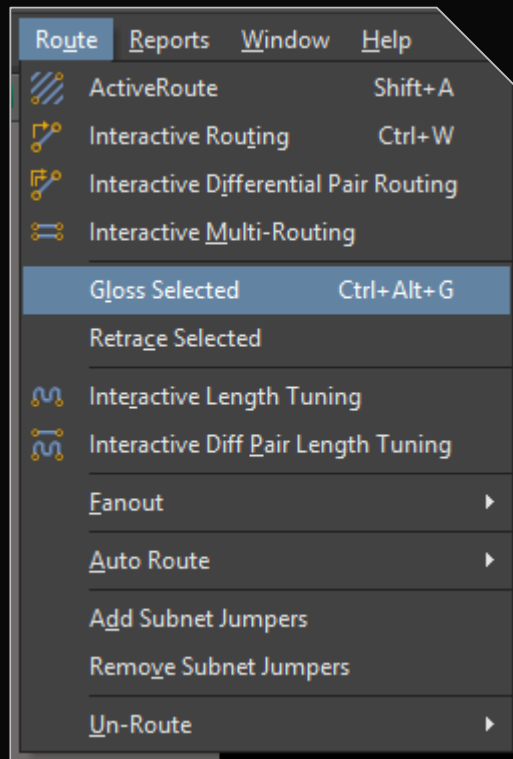 Route Reports Window Help
ActiveRoute Shift+A
Interactive Routing Ctrl+W
Interactive Differential Pair Routing
Interactive Multi-Routing
Gloss Selected Ctrl+Alt+G
Retrace Selected
Interactive Length Tuning
Interactive Diff Pair Length Tuning
Fanout
Auto Route
Add Subnet Jumpers
Remove Subnet Jumpers
Un-Route